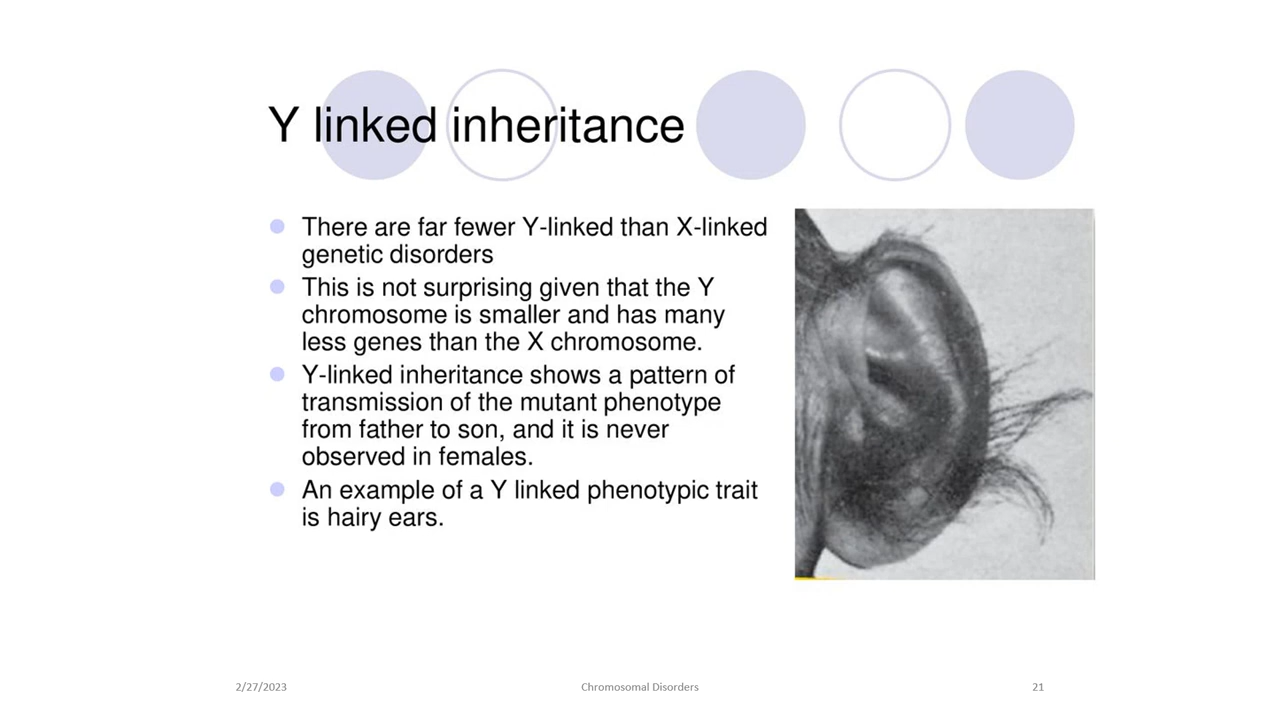 Y linked inheritance
There are far fewer Y-linked than X-linked
genetic disorders
This is not surprising given that the Y
chromosome is smaller and has many
less genes than the X chromosome.
Y-linked inheritance shows a pattern of
transmission of the mutant phenotype
from father to son, and it is never
observed in females.
An example of a Y linked phenotypic trait
is hairy ears.
2/27/2023
Chromosomal Disorders
21